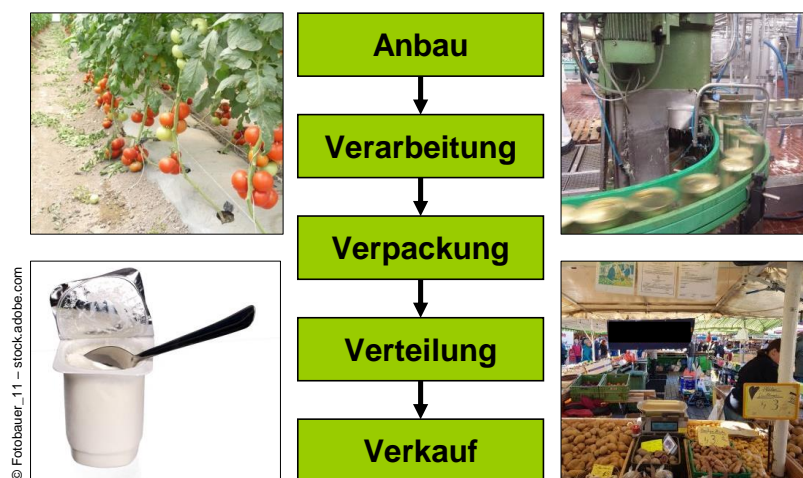 Anbau
Verarbeitung
Verpackung
Verteilung
Verkauf
© Fotobauer_11 – stock.adobe.com